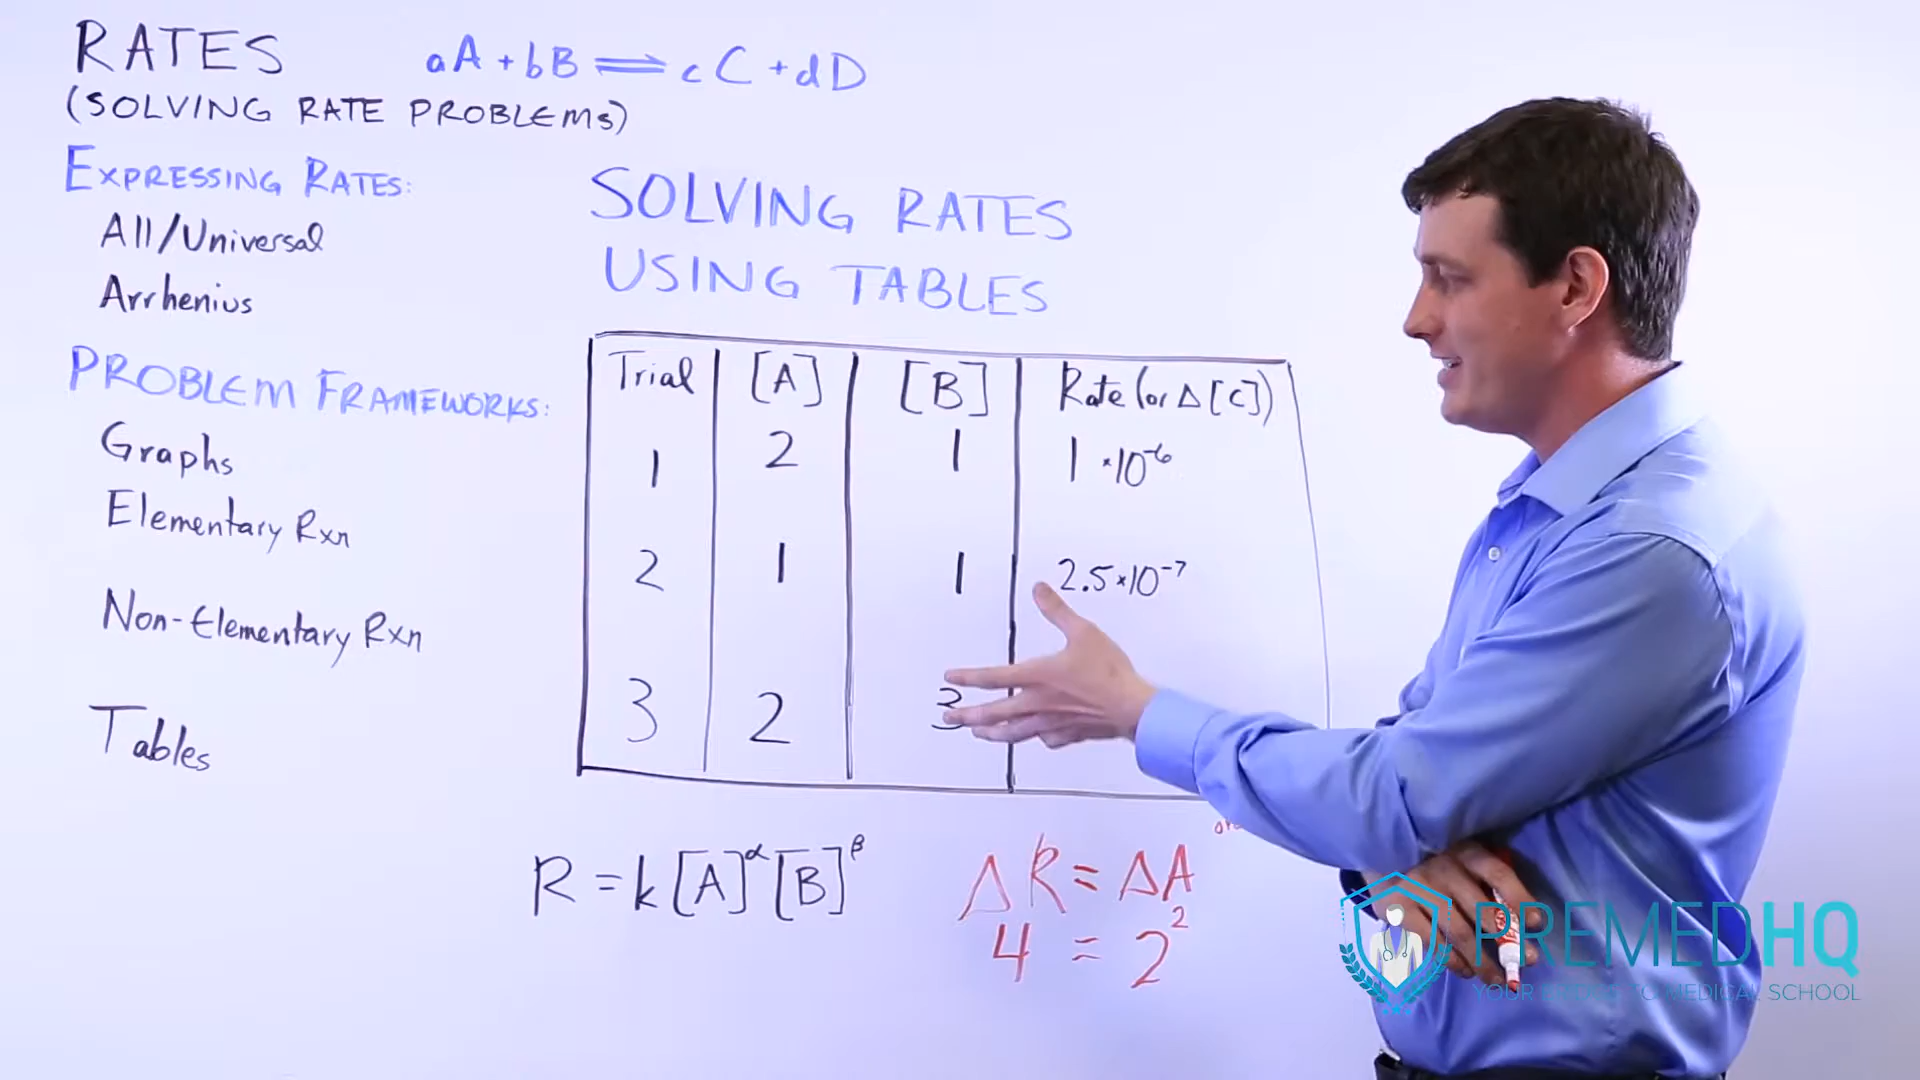 RATES
aA + bB ⇌ cC + dD
(SOLVING RATE PROBLEMS)
EXPRESSING RATES:
All/Universal
Arrhenius
PROBLEM FRAMEWORKS:
Graphs
Elementary Rxn
Non-Elementary Rxn
Tables
SOLVING RATES
USING TABLES
Trial [A] [B] Rate (or Δ[C])
1 2 1 1×10⁻⁶
2 1 1 2.5×10⁻⁷
3 2 3
R = k[A]^α[B]^β
ΔR = ΔA
4 = 2²
PREMEDHQ
YOUR TO MEDICAL SCHOOL